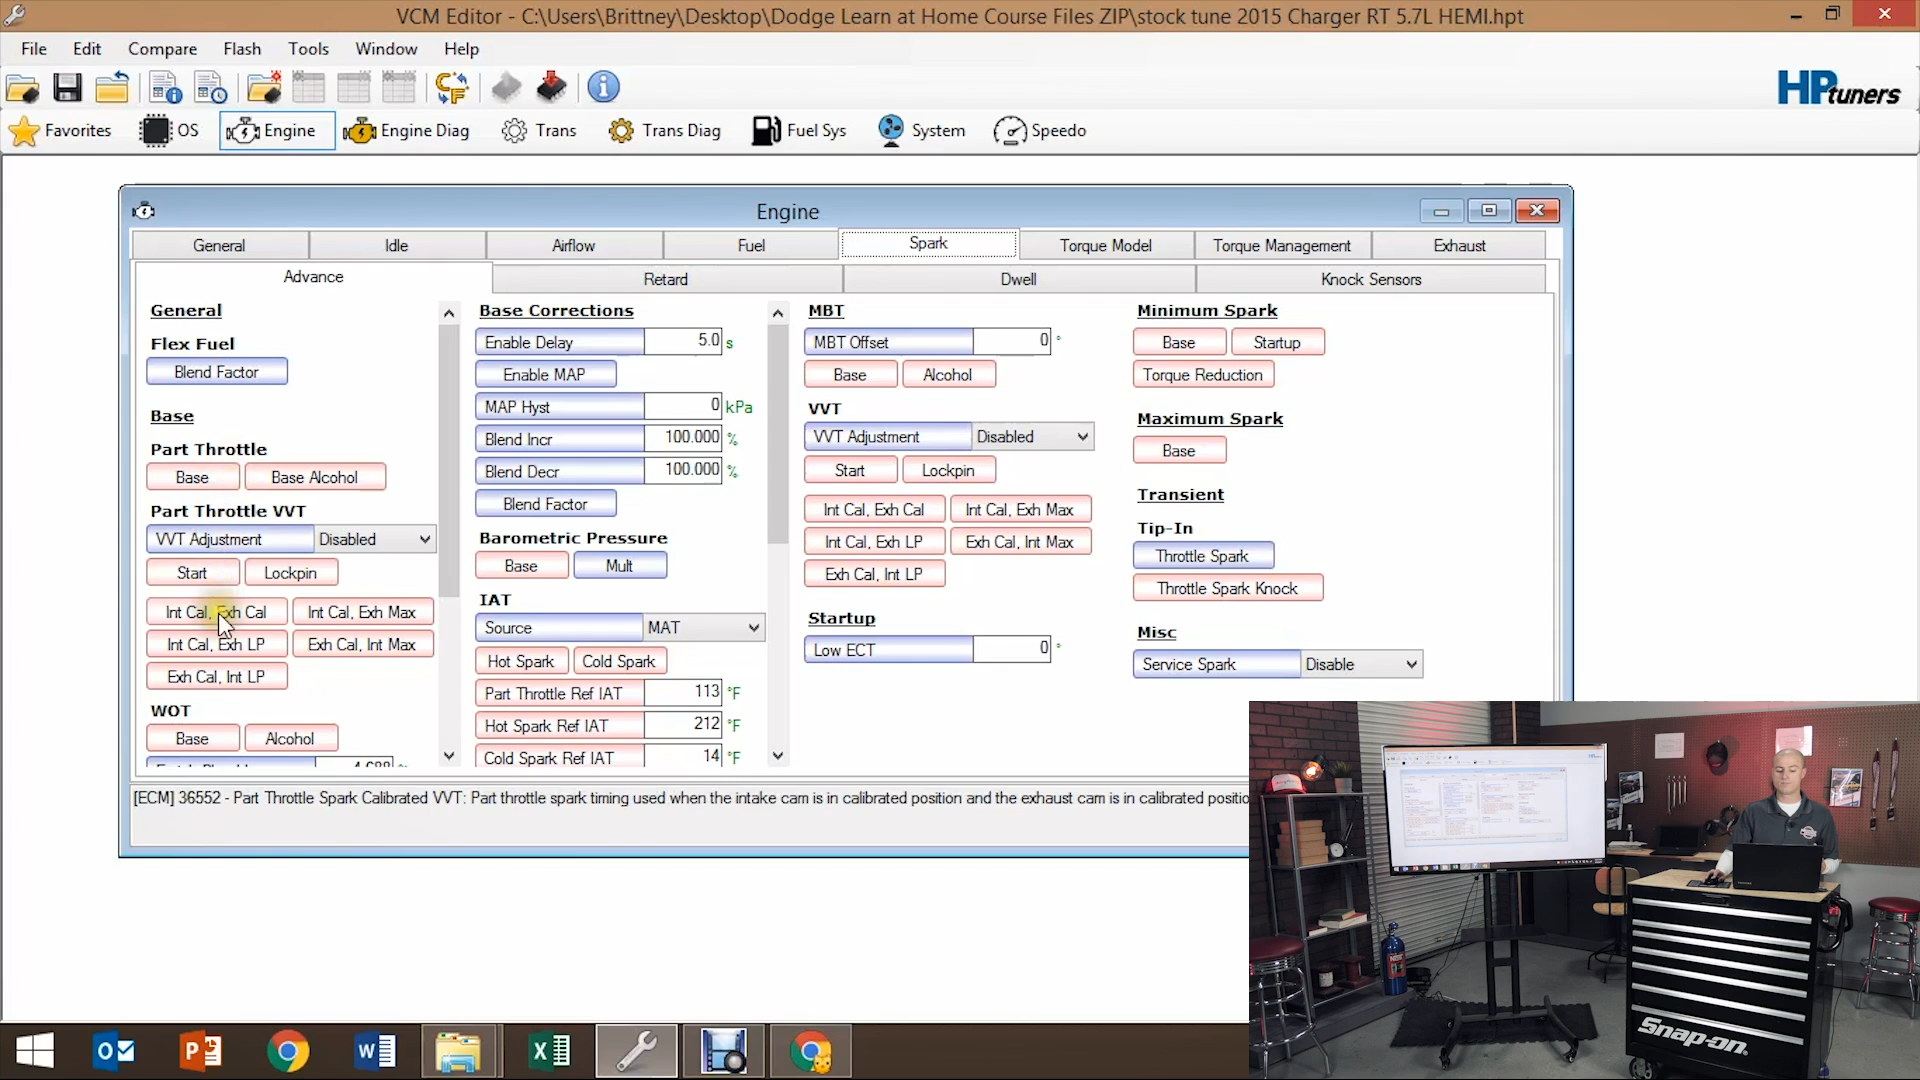 VCM Editor - C:\Users\Brittney\Desktop\Dodge Learn at Home Course Files ZIP\stock tune 2015 Charger RT 5.7L HEMI.hpt
File Edit Compare Flash Tools Window Help
HPtuners
Favorites OS Engine Engine Diag Trans Trans Diag Fuel Sys System Speedo
Engine
General Idle Airflow Fuel Spark Torque Model Torque Management Exhaust
Advance Retard Dwell Knock Sensors
General
Flex Fuel
Blend Factor
Base
Part Throttle
Base Base Alcohol
Part Throttle VVT
VVT Adjustment Disabled
Start Lockpin
Int Cal, Exh Cal Int Cal, Exh Max
Int Cal, Exh LP Exh Cal, Int Max
Exh Cal, Int LP
WOT
Base Alcohol
Base Corrections
Enable Delay 5.0 s
Enable MAP
MAP Hyst 0 kPa
Blend Incr 100.000 %
Blend Decr 100.000 %
Blend Factor
Barometric Pressure
Base Mult
IAT
Source MAT
Hot Spark Cold Spark
Part Throttle Ref IAT 113 °F
Hot Spark Ref IAT 212 °F
Cold Spark Ref IAT 14 °F
MBT
MBT Offset 0 °
Base Alcohol
VVT
VVT Adjustment Disabled
Start Lockpin
Int Cal, Exh Cal Int Cal, Exh Max
Int Cal, Exh LP Exh Cal, Int Max
Exh Cal, Int LP
Startup
Low ECT 0 °
Minimum Spark
Base Startup
Torque Reduction
Maximum Spark
Base
Transient
Tip-In
Throttle Spark
Throttle Spark Knock
Misc
Service Spark Disable
[ECM] 36552 - Part Throttle Spark Calibrated VVT: Part throttle spark timing used when the intake cam is in calibrated position and the exhaust cam is in calibrated positio
Snap-on